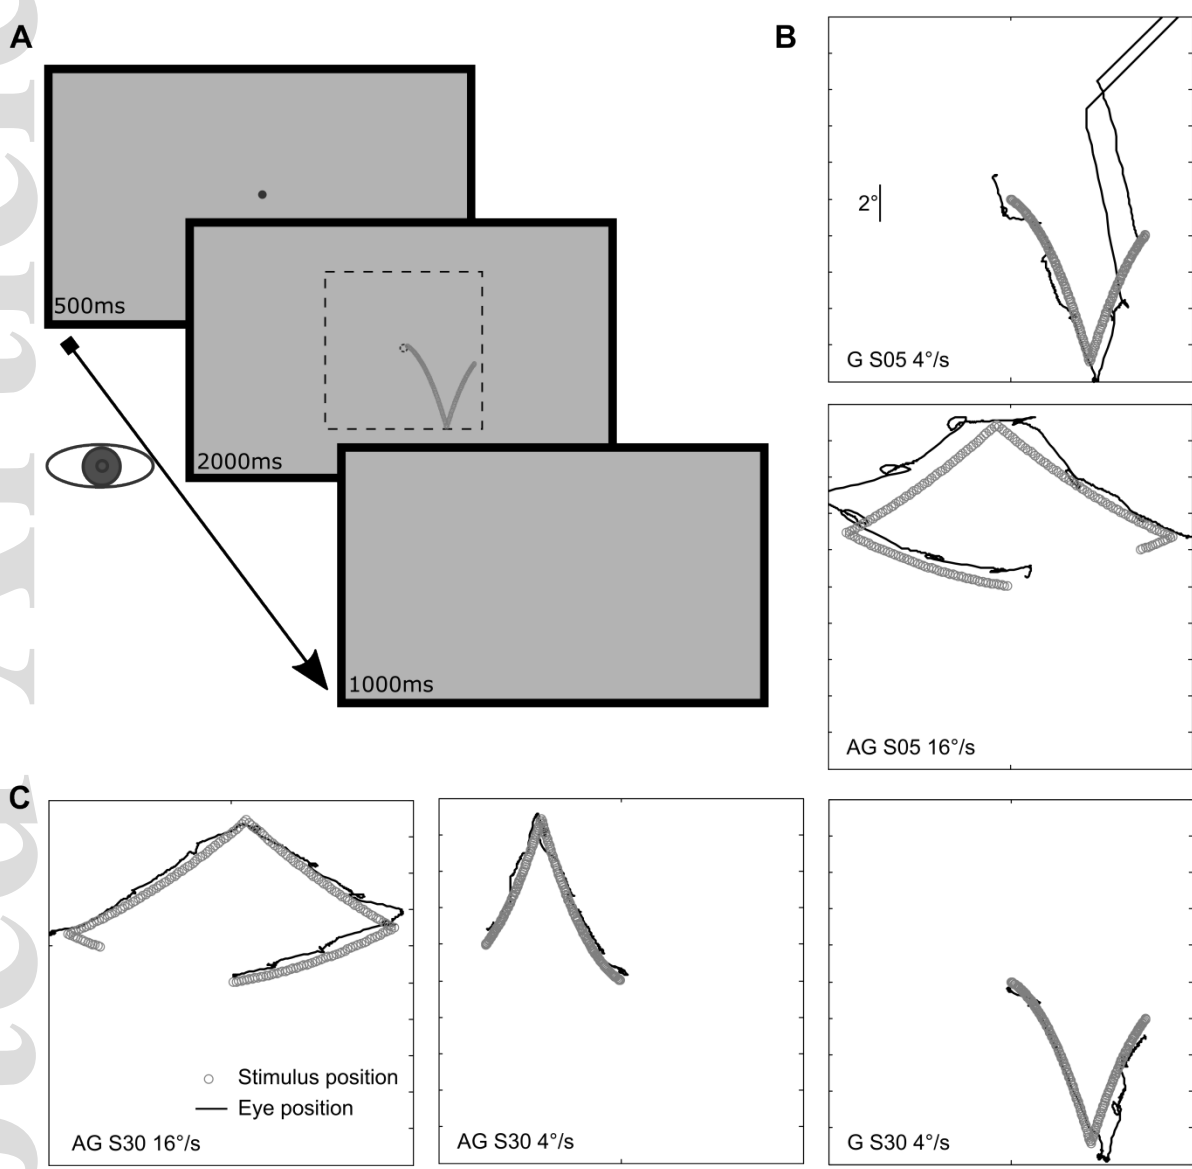 A
500ms
2000ms
1000ms
B
2°
G S05 4°/s
AG S05 16°/s
C
Stimulus position
Eye position
AG S30 16°/s
AG S30 4°/s
G S30 4°/s